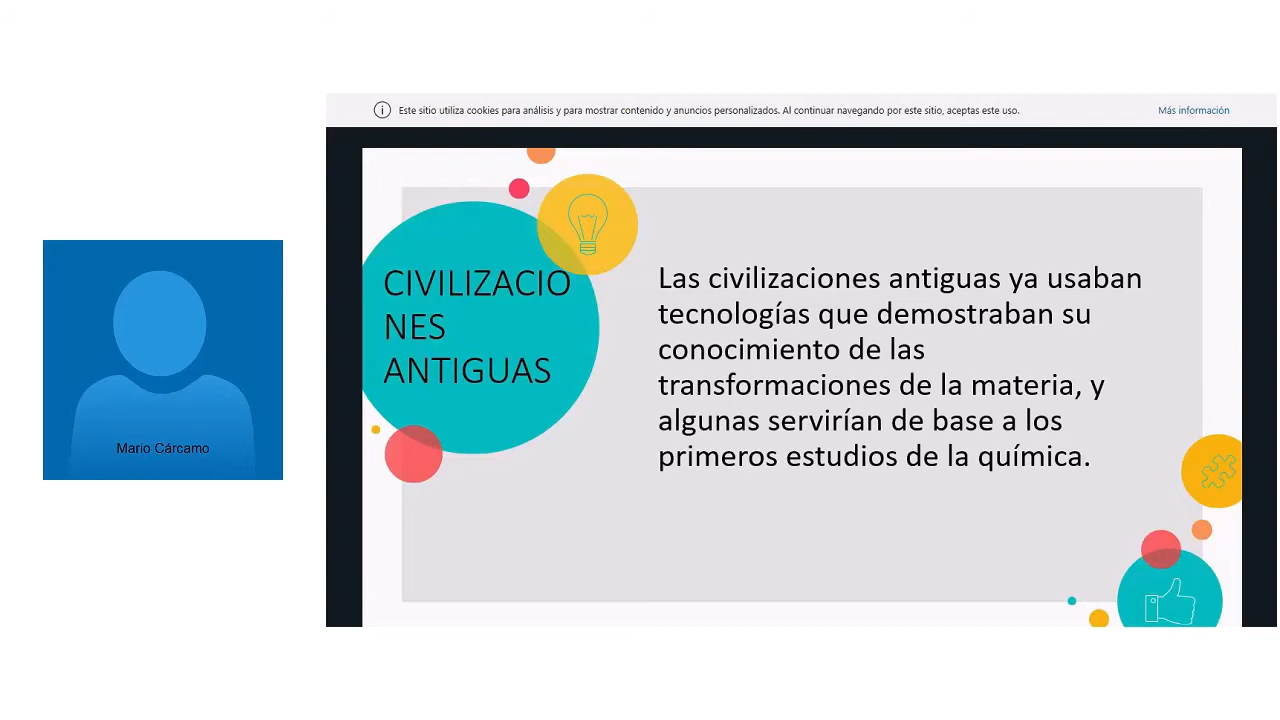 Este sitio utiliza cookies para análisis y para mostrar contenido y anuncios personalizados. Al continuar navegando por este sitio, aceptas este uso.
Más información
CIVILIZACIO
NES
ANTIGUAS
Las civilizaciones antiguas ya usaban
tecnologías que demostraban su
conocimiento de las
transformaciones de la materia, y
algunas servirían de base a los
primeros estudios de la química.
Mario Cárcamo